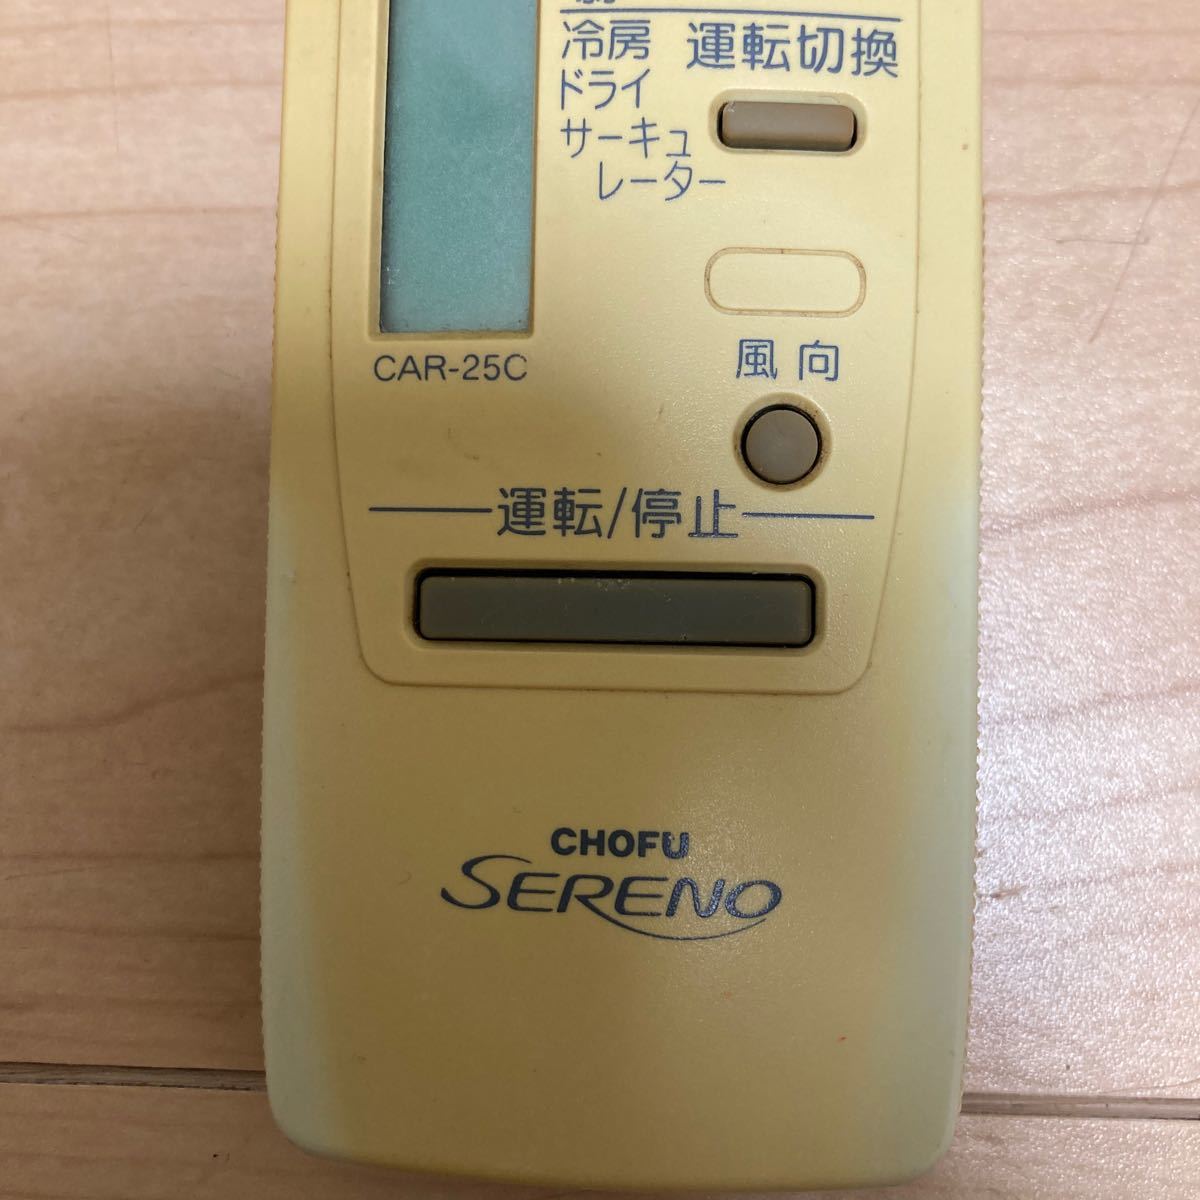 冷房
ドライ
サーキュ
レーター
運転切換
CAR-25C
風向
運転/停止
CHOFU
SERENO